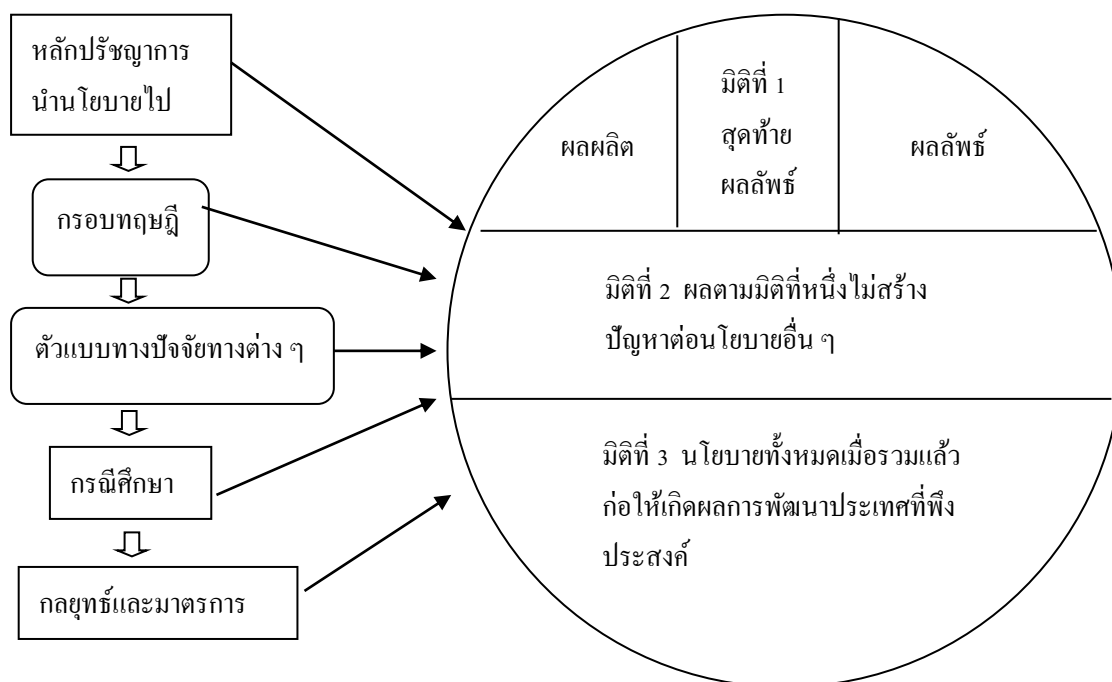 หลักปรัชญาการ
นำนโยบายไป
กรอบทฤษฎี
ตัวแบบทางปัจจัยทางต่าง ๆ
กรณีศึกษา
กลยุทธ์และมาตรการ
ผลผลิต
มิติที่ 1
สุดท้าย
ผลลัพธ์
ผลลัพธ์
มิติที่ 2 ผลตามมิติที่หนึ่งไม่สร้าง
ปัญหาต่อนโยบายอื่น ๆ
มิติที่ 3 นโยบายทั้งหมดเมื่อรวมแล้ว
ก่อให้เกิดผลการพัฒนาประเทศที่พึง
ประสงค์